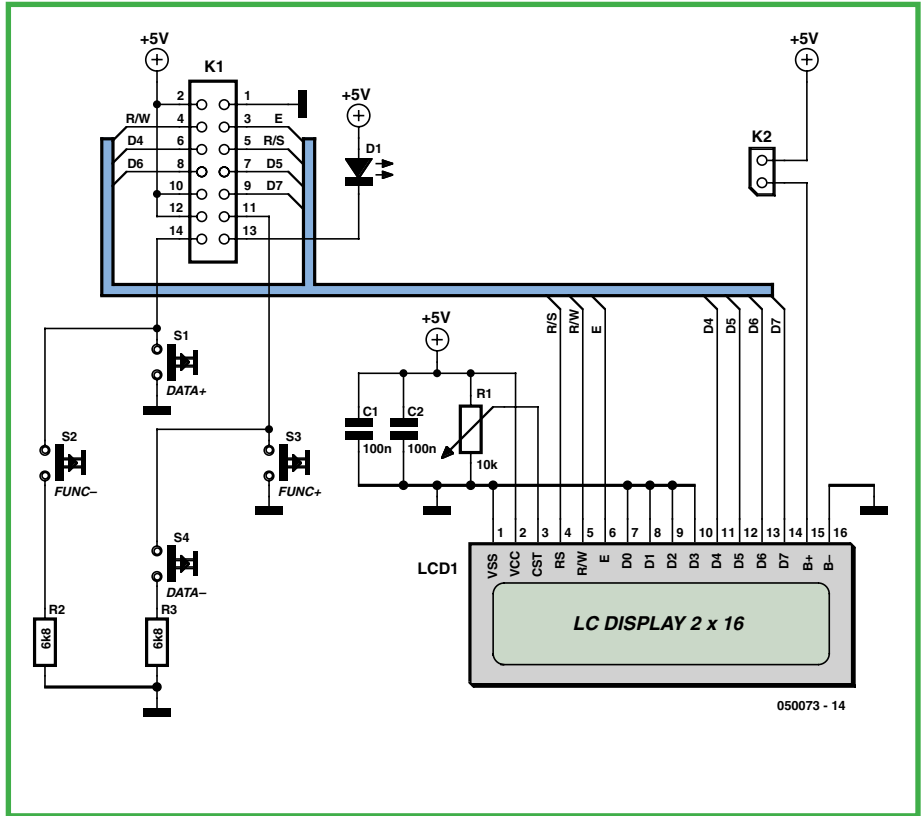 +5V
K1
2 1
R/W 4 3 E
D4 6 5 R/S
D6 8 7 D5
10 9 D7
12 11
14 13
+5V
D1
+5V
K2
R/S
R/W
E
D4
D5
D6
D7
S1
DATA+
S2
FUNC–
S3
FUNC+
S4
DATA–
R2
6k8
R3
6k8
+5V
C1
100n
C2
100n
R1
10k
1 2 3 4 5 6 7 8 9 10 11 12 13 14 15 16
LCD1
VSS
VCC
CST
RS
R/W
E
D0
D1
D2
D3
D4
D5
D6
D7
B+
B–
LC DISPLAY 2 x 16
050073 - 14